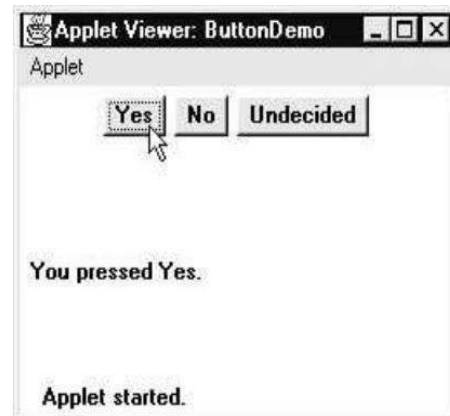 Applet Viewer: ButtonDemo
Applet
Yes No Undecided
You pressed Yes.
Applet started.